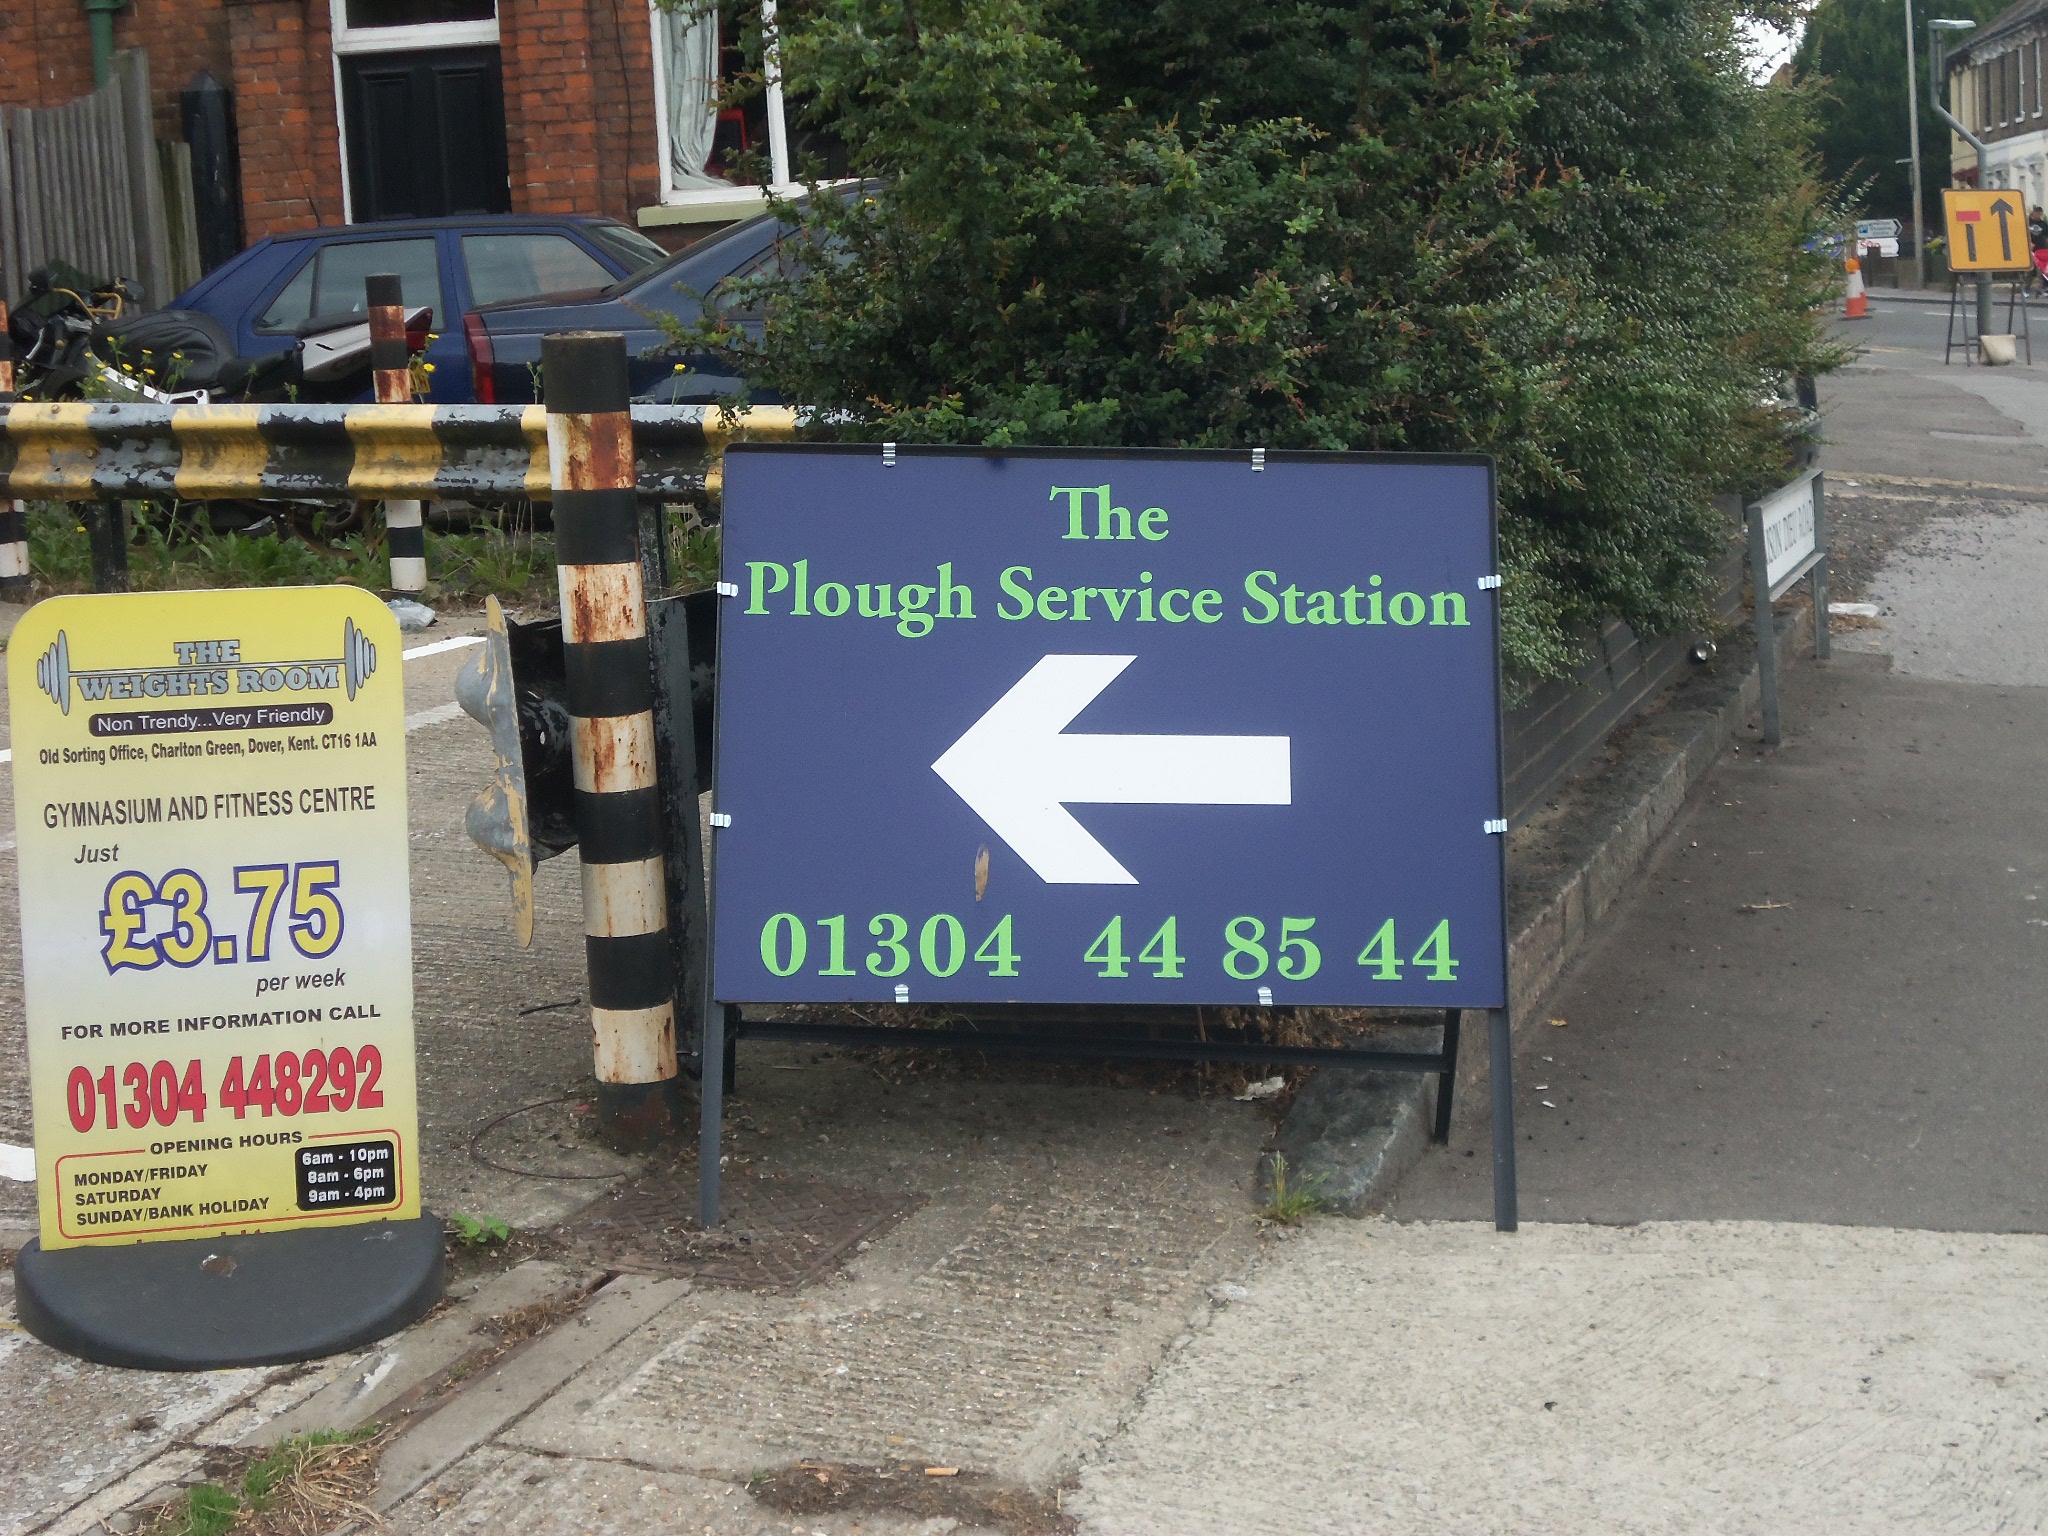 THE
WEIGHTS ROOM
Non Trendy...Very Friendly
Old Sorting Office, Charlton Green, Dover, Kent. CT16 1AA
GYMNASIUM AND FITNESS CENTRE
Just
£3.75
per week
FOR MORE INFORMATION CALL
01304 448292
OPENING HOURS
MONDAY/FRIDAY 6am - 10pm
SATURDAY 8am - 6pm
SUNDAY/BANK HOLIDAY 9am - 4pm
The
Plough Service Station
01304 44 85 44
DIEU ROAD